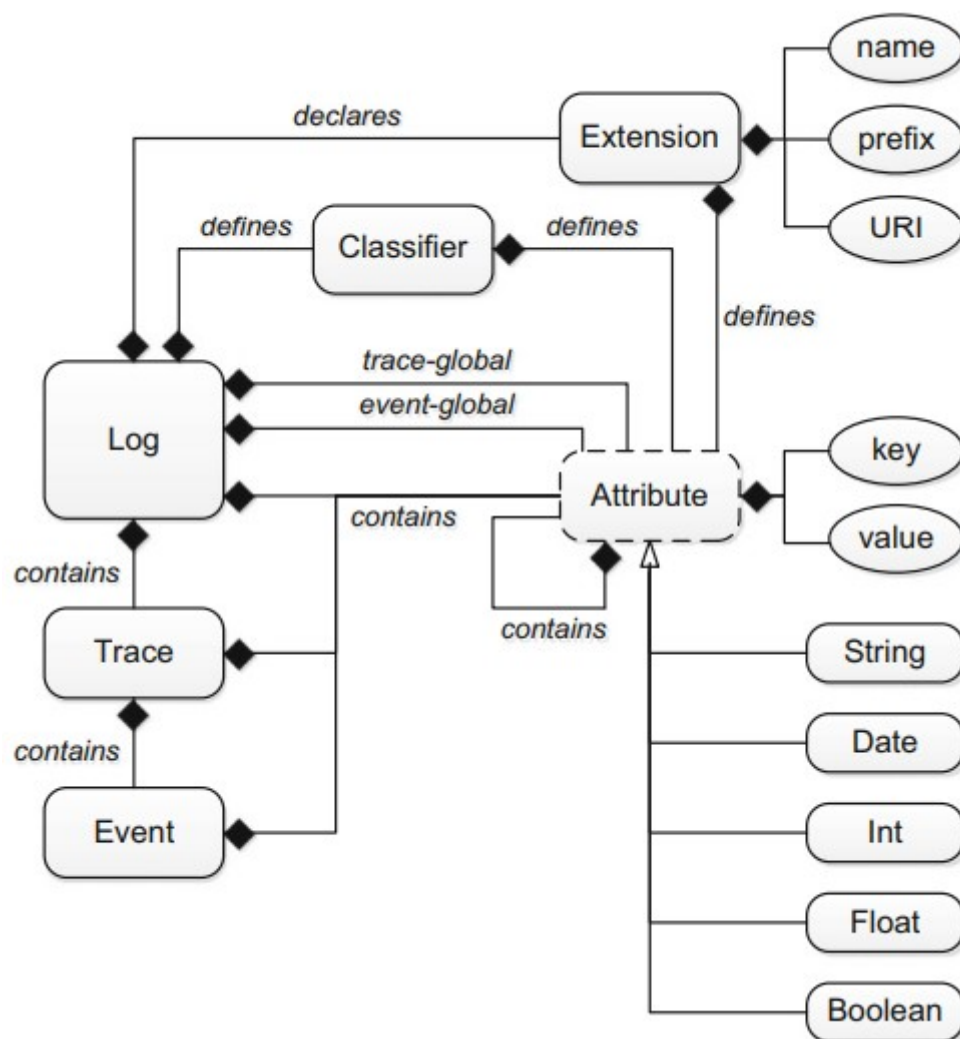 name
declares
Extension
prefix
defines
Classifier
defines
URI
defines
trace-global
event-global
Log
key
Attribute
contains
value
contains
contains
Trace
String
contains
Date
Event
Int
Float
Boolean